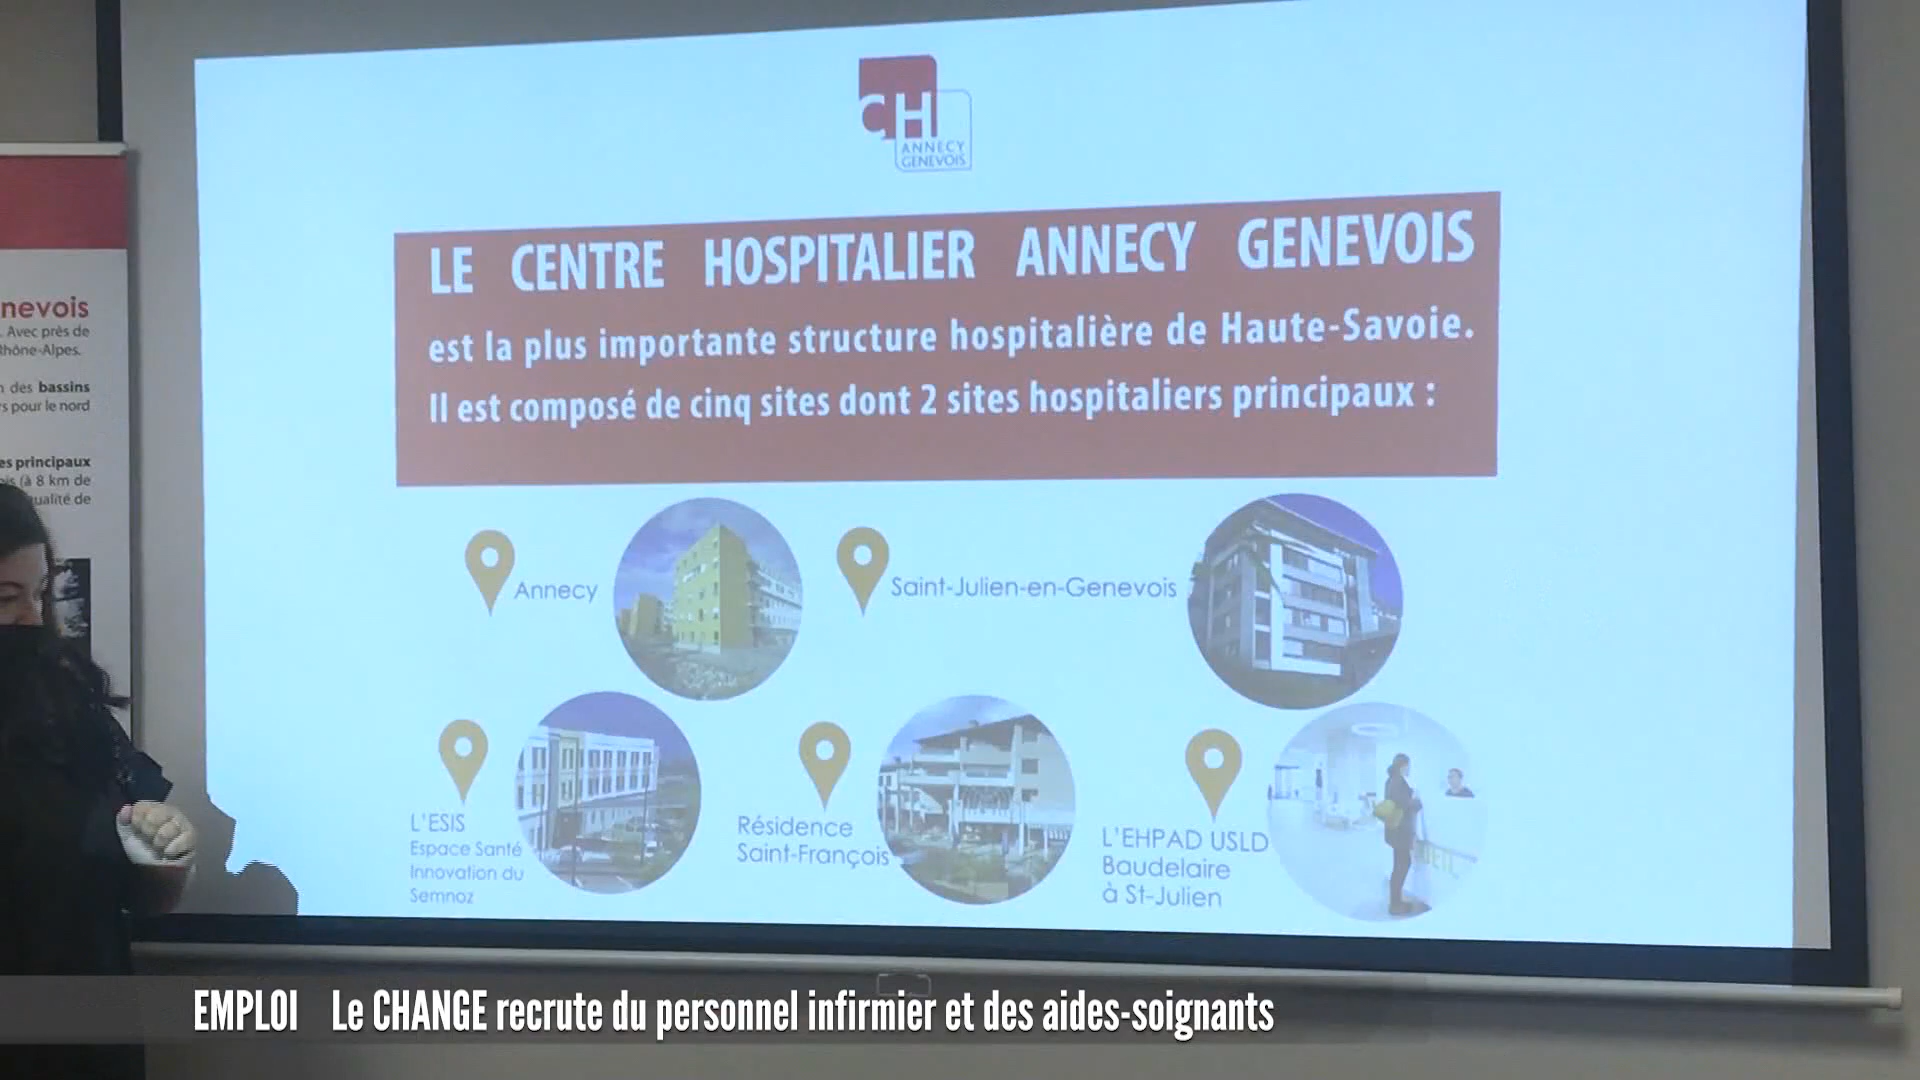 CH
ANNECY
GENEVOIS
LE CENTRE HOSPITALIER ANNECY GENEVOIS
est la plus importante structure hospitalière de Haute-Savoie.
Il est composé de cinq sites dont 2 sites hospitaliers principaux :
nevois
. Avec près de
Rhône-Alpes.
des bassins
s pour le nord
es principaux
is (à 8 km de
qualité de
Annecy
Saint-Julien-en-Genevois
L'ESIS
Espace Santé
Innovation du
Semnoz
Résidence
Saint-François
L'EHPAD USLD
Baudelaire
à St-Julien
EMPLOI Le CHANGE recrute du personnel infirmier et des aides-soignants